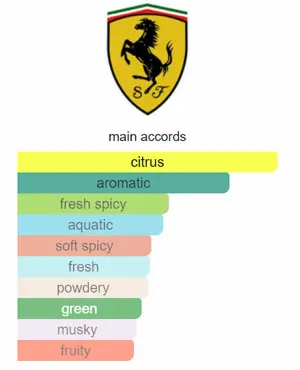 S F
main accords
citrus
aromatic
fresh spicy
aquatic
soft spicy
fresh
powdery
green
musky
fruity